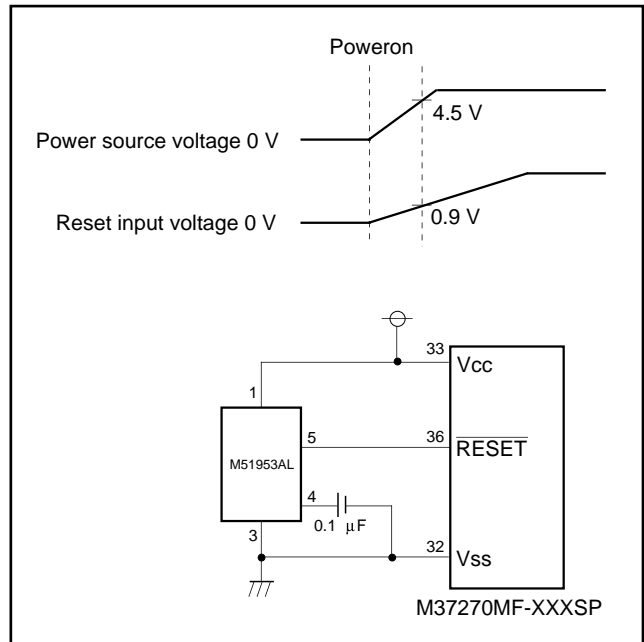 Poweron
4.5 V
Power source voltage 0 V
0.9 V
Reset input voltage 0 V
33
Vcc
1
5
36
RESET
M51953AL
4
0.1 μF
3
32
Vss
M37270MF-XXXSP